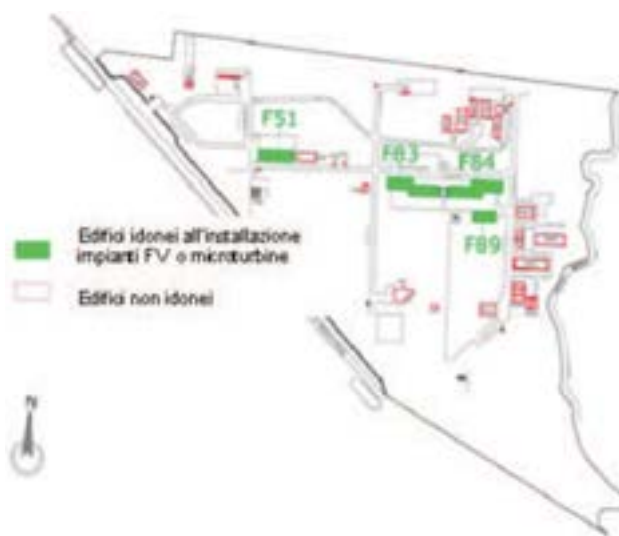 F51
F83
F84
F89
Edifici idonei all'installazione
impianti FV o microturbine
Edifici non idonei
N